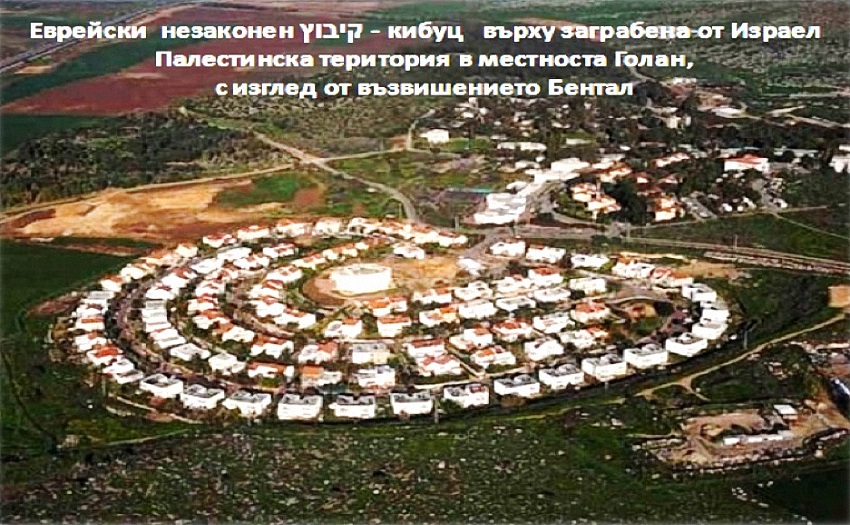 Еврейски незаконен קיבוץ - кибуц върху заграбена от Израел
Палестинска територия в местноста Голан,
с изглед от възвишението Бентал